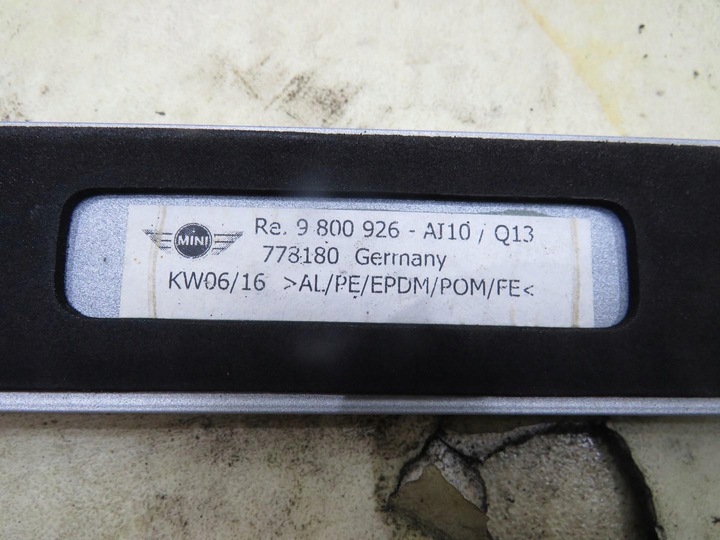 MINI
Re. 9 800 926 - AI10 / Q13
778180 Germany
KW06/16 >AL/PE/EPDM/POM/FE<